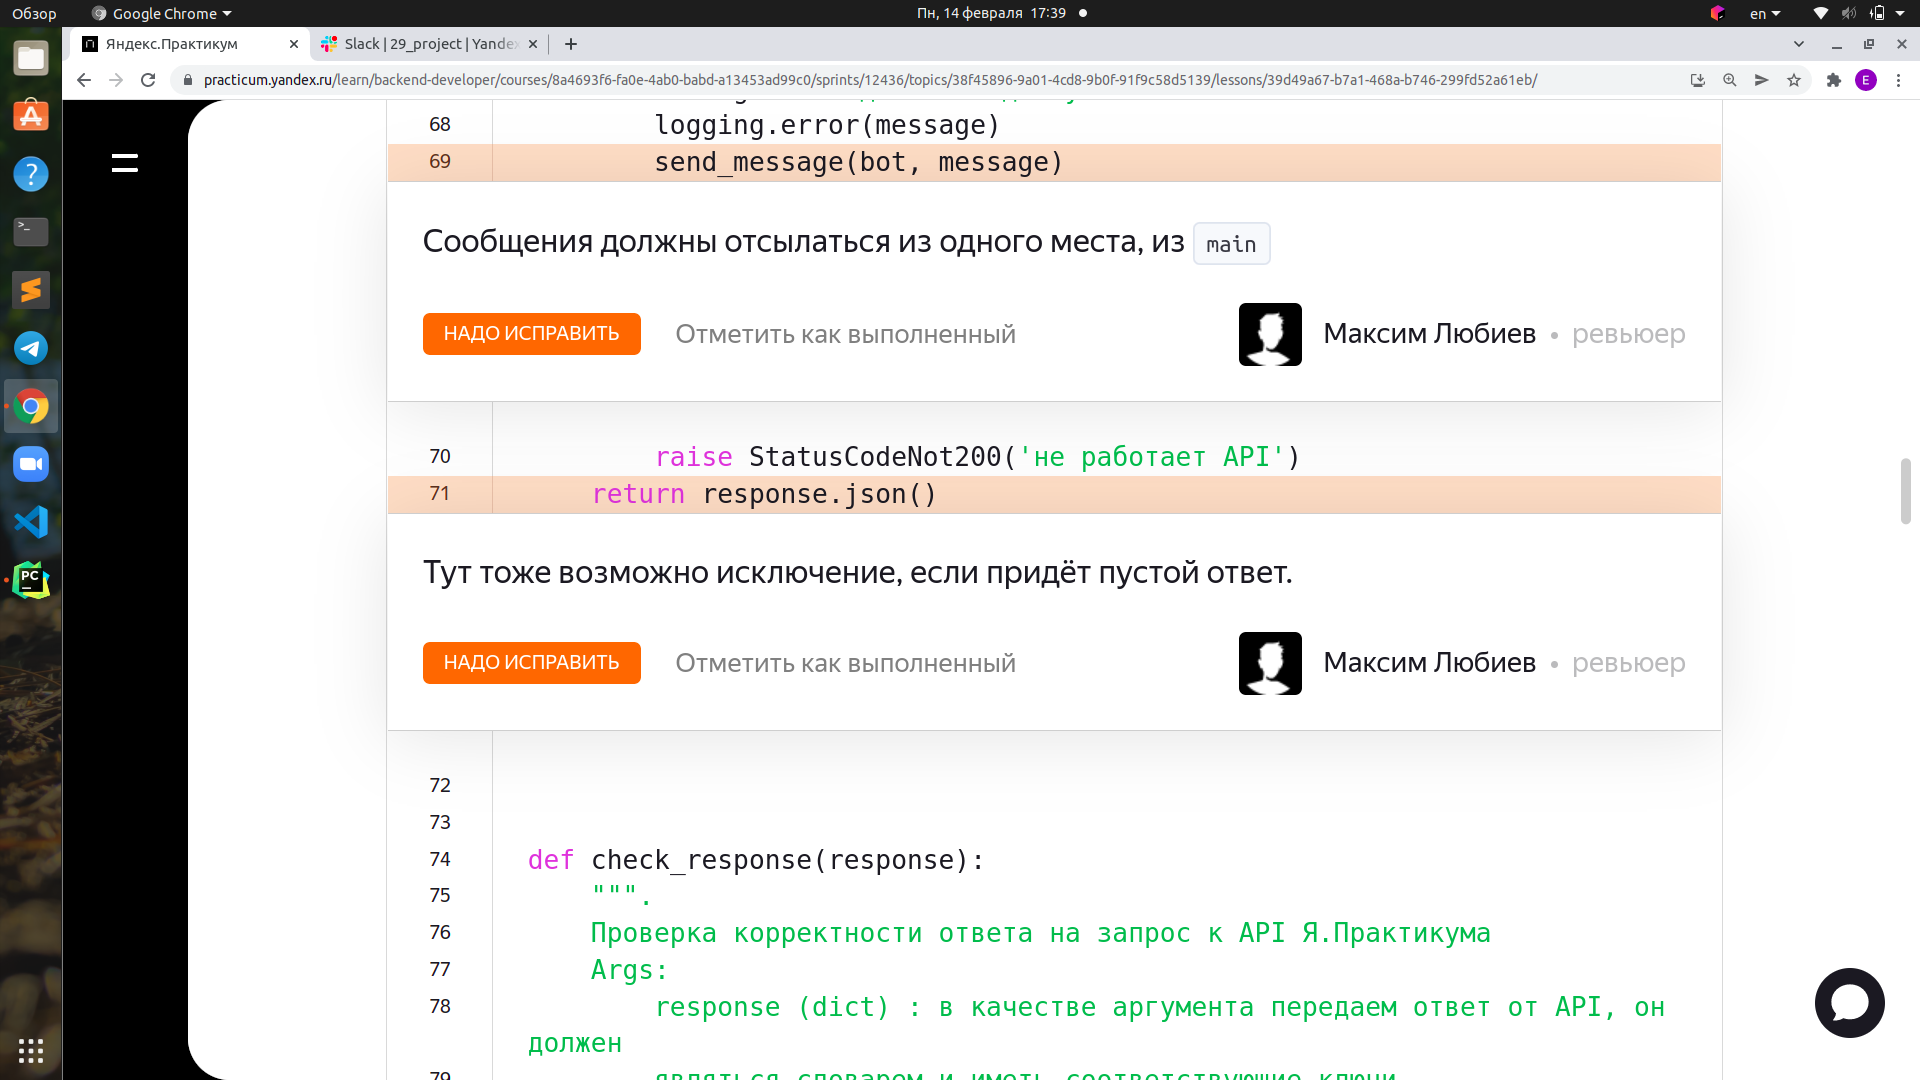 Обзор
Google Chrome
Пн, 14 февраля 17:39
en
Яндекс.Практикум
Slack | 29_project | Yande
practicum.yandex.ru/learn/backend-developer/courses/8a4693f6-fa0e-4ab0-babd-a13453ad99c0/sprints/12436/topics/38f45896-9a01-4cd8-9b0f-91f9c58d5139/lessons/39d49a67-b7a1-468a-b746-299fd52a61eb/
E
68 logging.error(message)
69 send_message(bot, message)
Сообщения должны отсылаться из одного места, из main
НАДО ИСПРАВИТЬ Отметить как выполненный Максим Любиев • ревьюер
70 raise StatusCodeNot200('не работает API')
71 return response.json()
Тут тоже возможно исключение, если придёт пустой ответ.
НАДО ИСПРАВИТЬ Отметить как выполненный Максим Любиев • ревьюер
PC
72
73
74 def check_response(response):
75 """.
76 Проверка корректности ответа на запрос к API Я.Практикума
77 Args:
78 response (dict) : в качестве аргумента передаем ответ от API, он
должен
79 являться словарем и иметь соответствующие ключи